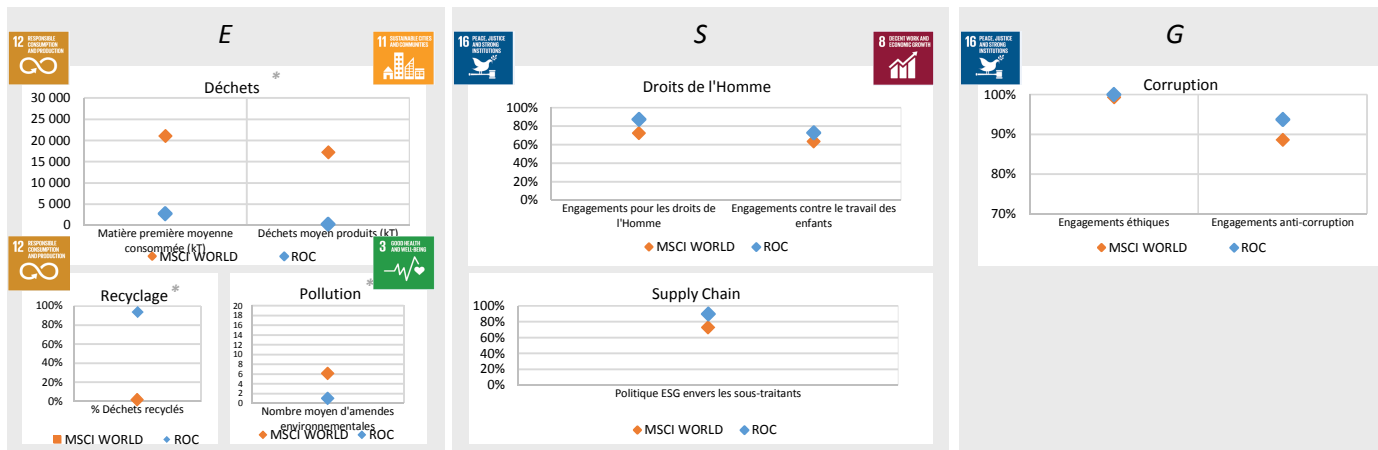 E
12 RESPONSIBLE
CONSUMPTION
AND PRODUCTION
11 SUSTAINABLE CITIES
AND COMMUNITIES
Déchets *
30 000
25 000
20 000
15 000
10 000
5 000
0
Matière première moyenne
consommée (kT)
Déchets moyen produits (kT)
MSCI WORLD
ROC
12 RESPONSIBLE
CONSUMPTION
AND PRODUCTION
3 GOOD HEALTH
AND WELL-BEING
Recyclage *
100%
80%
60%
40%
20%
0%
% Déchets recyclés
MSCI WORLD
ROC
Pollution *
20
18
16
14
12
10
8
6
4
2
0
Nombre moyen d'amendes
environnementales
MSCI WORLD
ROC
S
16 PEACE, JUSTICE
AND STRONG
INSTITUTIONS
8 DECENT WORK AND
ECONOMIC GROWTH
Droits de l'Homme
100%
80%
60%
40%
20%
0%
Engagements pour les droits de
l'Homme
Engagements contre le travail des
enfants
MSCI WORLD
ROC
Supply Chain
100%
80%
60%
40%
20%
0%
Politique ESG envers les sous-traitants
MSCI WORLD
ROC
G
16 PEACE, JUSTICE
AND STRONG
INSTITUTIONS
Corruption
100%
90%
80%
70%
Engagements éthiques
Engagements anti-corruption
MSCI WORLD
ROC